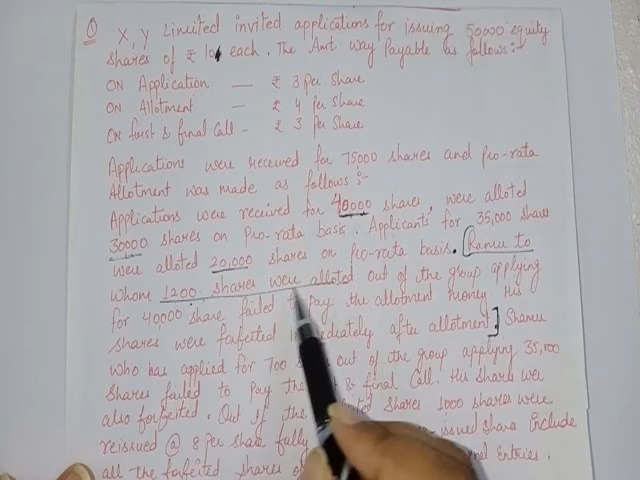 Q X, Y Limited invited applications for issuing 50000 equity
shares of ₹ 10 each. The Amt way Payable as follows:-
ON Application — ₹ 3 per share
ON Allotment — ₹ 4 per share
ON first & final Call - ₹ 3 per share
Applications were received for 75000 shares and pro-rata
Allotment was made as follows:-
Applications were received for 40000 shares, were alloted
30000 shares on Pro-rata basis. Applicants for 35,000 share
were alloted 20,000 shares on pro-rata basis. (Ramu to
whom 1200 shares were alloted out of the group applying
for 40,000 share failed to Pay the allotment money. His
shares were forfeited immediately after allotment] Shamu
who has applied for 700 out of the group applying
shares failed to Pay the & final Call. His shares
also forfeited. Out of the shares 1000 shares were
reissued @ 8 per share fully issued share Include
all the forfeited shares Entries.